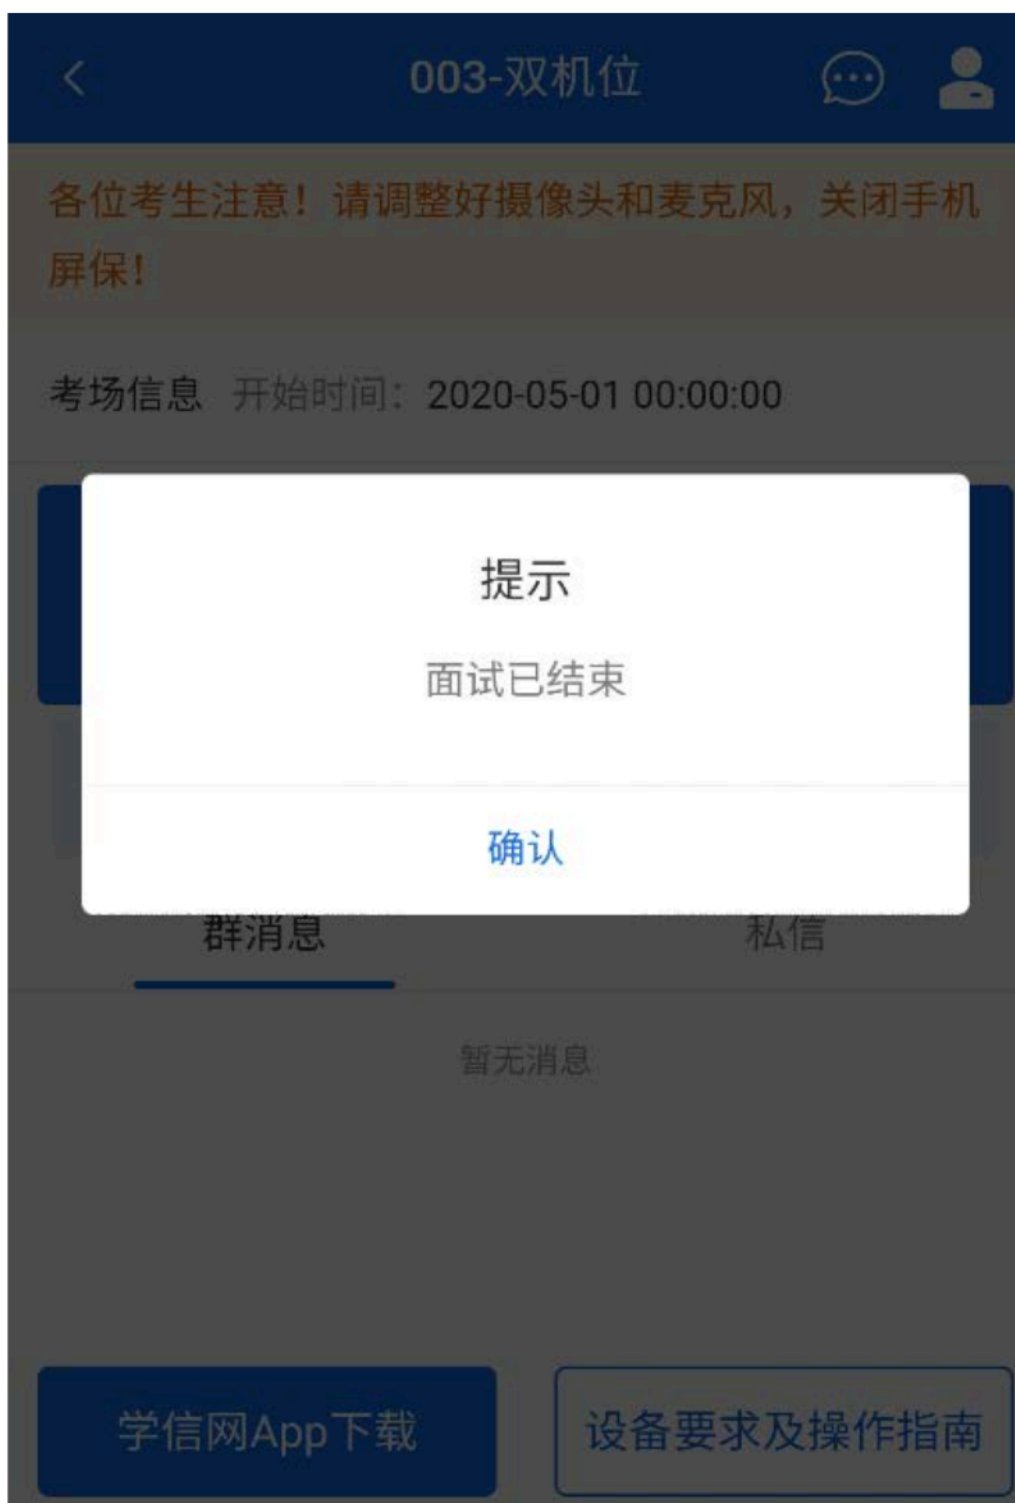 003-双机位
各位考生注意！请调整好摄像头和麦克风，关闭手机
屏保！
考场信息 开始时间：2020-05-01 00:00:00
提示
面试已结束
确认
群消息 私信
暂无消息
学信网App下载 设备要求及操作指南